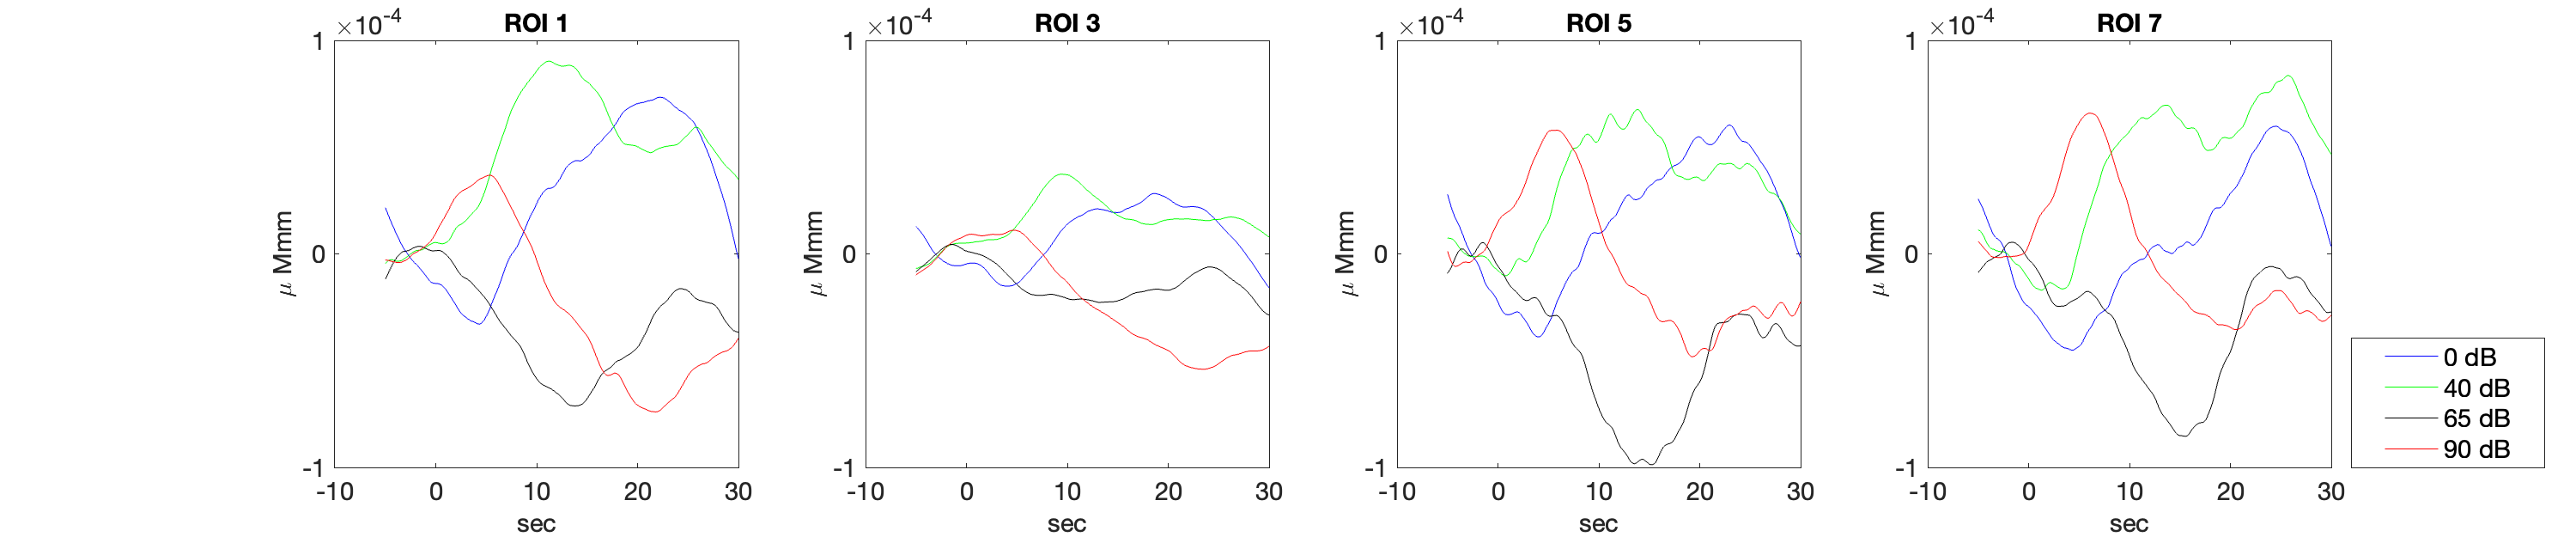 ROI 1
×10-4
1
0
-1
μ Mmm
-10 0 10 20 30
sec
ROI 3
×10-4
1
0
-1
μ Mmm
-10 0 10 20 30
sec
ROI 5
×10-4
1
0
-1
μ Mmm
-10 0 10 20 30
sec
ROI 7
×10-4
1
0
-1
μ Mmm
-10 0 10 20 30
sec
0 dB
40 dB
65 dB
90 dB